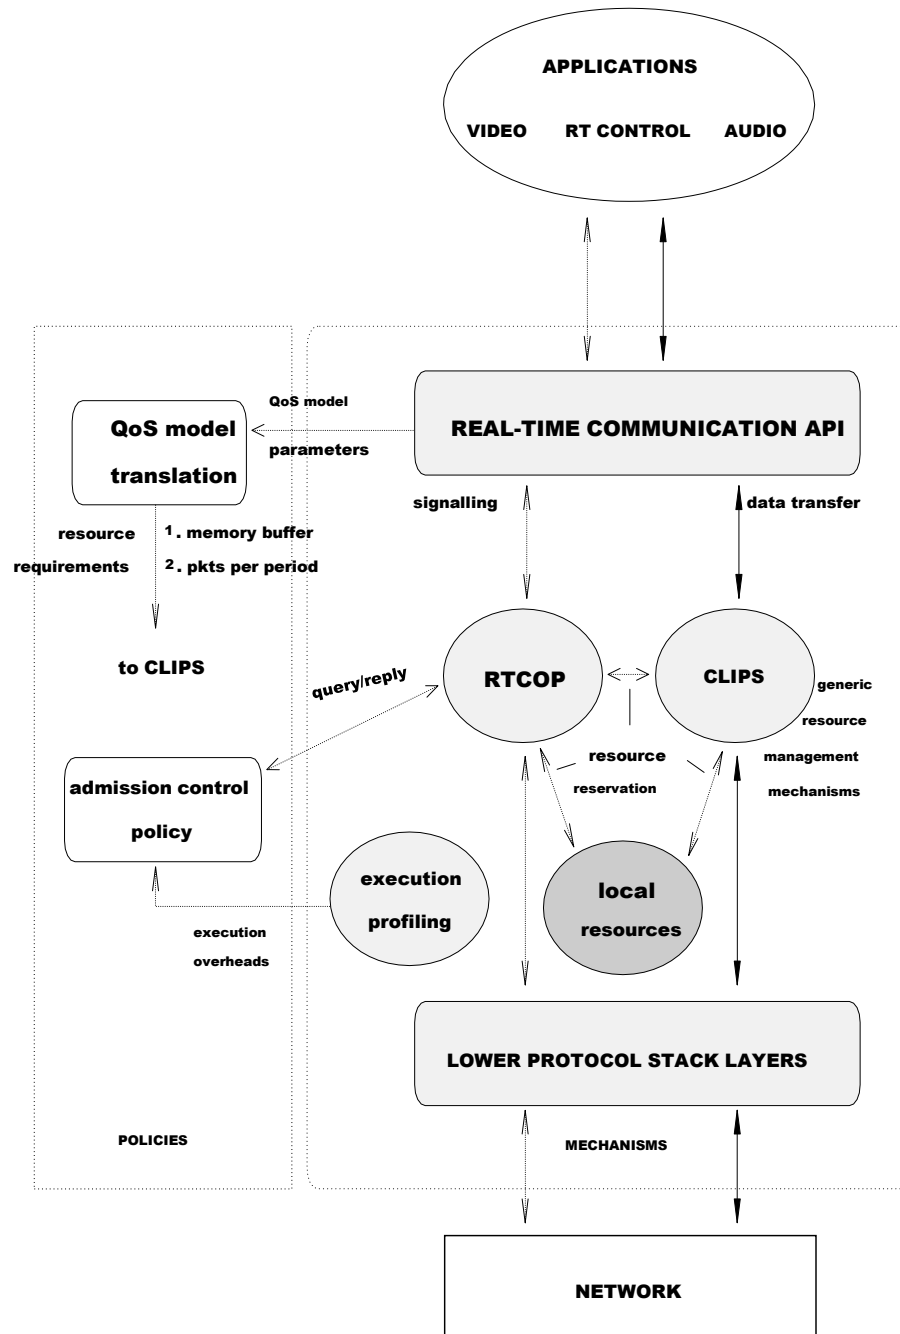 APPLICATIONS
VIDEO RT CONTROL AUDIO
QoS model
parameters
REAL-TIME COMMUNICATION API
QoS model
translation
signalling
data transfer
resource
requirements
1. memory buffer
2. pkts per period
to CLIPS
query/reply
RTCOP
CLIPS
generic
resource
management
mechanisms
resource
reservation
admission control
policy
execution
profiling
local
resources
execution
overheads
LOWER PROTOCOL STACK LAYERS
POLICIES
MECHANISMS
NETWORK